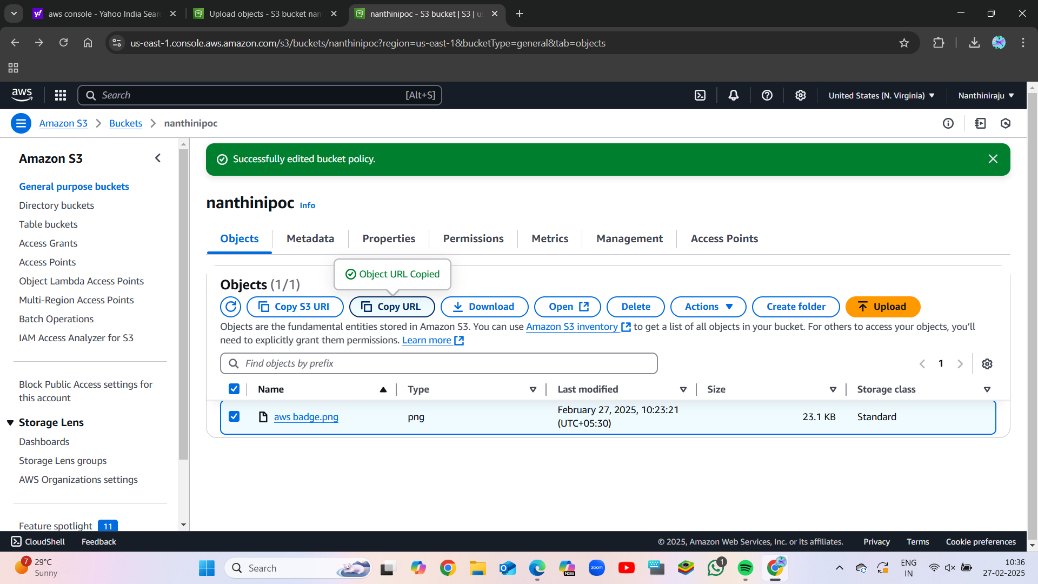 aws console - Yahoo India Sear
Upload objects - S3 bucket nan
nanthinipoc - S3 bucket | S3 | u
us-east-1.console.aws.amazon.com/s3/buckets/nanthinipoc?region=us-east-1&bucketType=general&tab=objects
aws
Search
[Alt+S]
United States (N. Virginia)
Nanthiniraju
Amazon S3
Buckets
nanthinipoc
Amazon S3
General purpose buckets
Directory buckets
Table buckets
Access Grants
Access Points
Object Lambda Access Points
Multi-Region Access Points
Batch Operations
IAM Access Analyzer for S3
Block Public Access settings for
this account
Storage Lens
Dashboards
Storage Lens groups
AWS Organizations settings
Feature spotlight 11
Successfully edited bucket policy.
nanthinipoc Info
Objects
Metadata
Properties
Permissions
Metrics
Management
Access Points
Object URL Copied
Objects (1/1)
Copy S3 URI
Copy URL
Download
Open
Delete
Actions
Create folder
Upload
Objects are the fundamental entities stored in Amazon S3. You can use Amazon S3 inventory to get a list of all objects in your bucket. For others to access your objects, you'll
need to explicitly grant them permissions. Learn more
Find objects by prefix
1
Name
Type
Last modified
Size
Storage class
aws badge.png
png
February 27, 2025, 10:23:21
(UTC+05:30)
23.1 KB
Standard
CloudShell
Feedback
© 2025, Amazon Web Services, Inc. or its affiliates.
Privacy
Terms
Cookie preferences
29°C
Sunny
Search
ENG
IN
10:36
27-02-2025